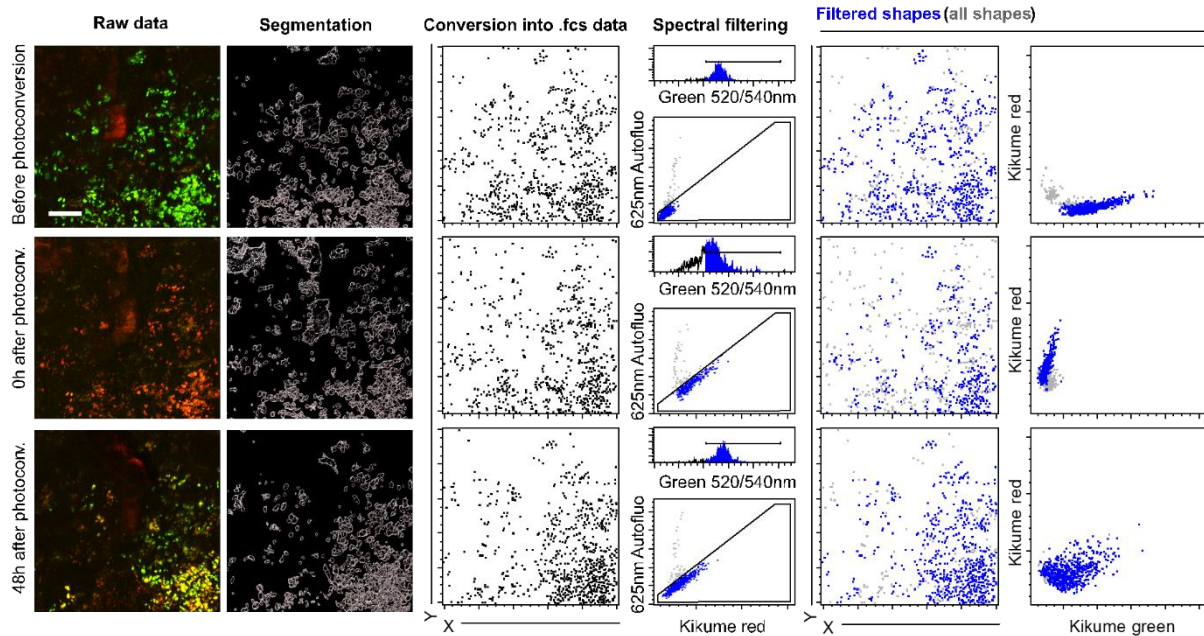 Raw data
Segmentation
Conversion into .fcs data
Spectral filtering
Filtered shapes (all shapes)
Before photoconversion
Green 520/540nm
625nm Autofluo
Kikume red
0h after photoconv.
Green 520/540nm
625nm Autofluo
Kikume red
48h after photoconv.
Green 520/540nm
625nm Autofluo
Kikume red
Y
X
Kikume red
Y
X
Kikume green